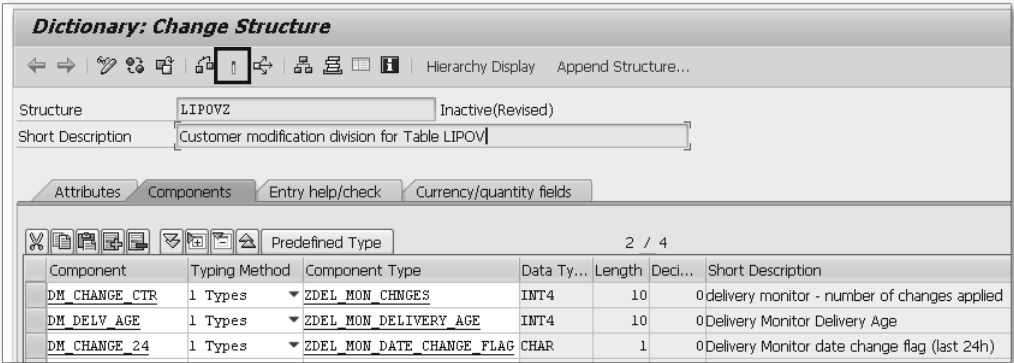 Dictionary: Change Structure
Hierarchy Display Append Structure...
Structure LIPOVZ Inactive(Revised)
Short Description Customer modification division for Table LIPOV
Attributes Components Entry help/check Currency/quantity fields
Predefined Type 2 / 4
Component Typing Method Component Type Data Ty... Length Deci... Short Description
DM_CHANGE_CTR 1 Types ZDEL_MON_CHNGES INT4 10 0 delivery monitor - number of changes applied
DM_DELV_AGE 1 Types ZDEL_MON_DELIVERY_AGE INT4 10 0 Delivery Monitor Delivery Age
DM_CHANGE_24 1 Types ZDEL_MON_DATE_CHANGE_FLAG CHAR 1 0 Delivery Monitor date change flag (last 24h)